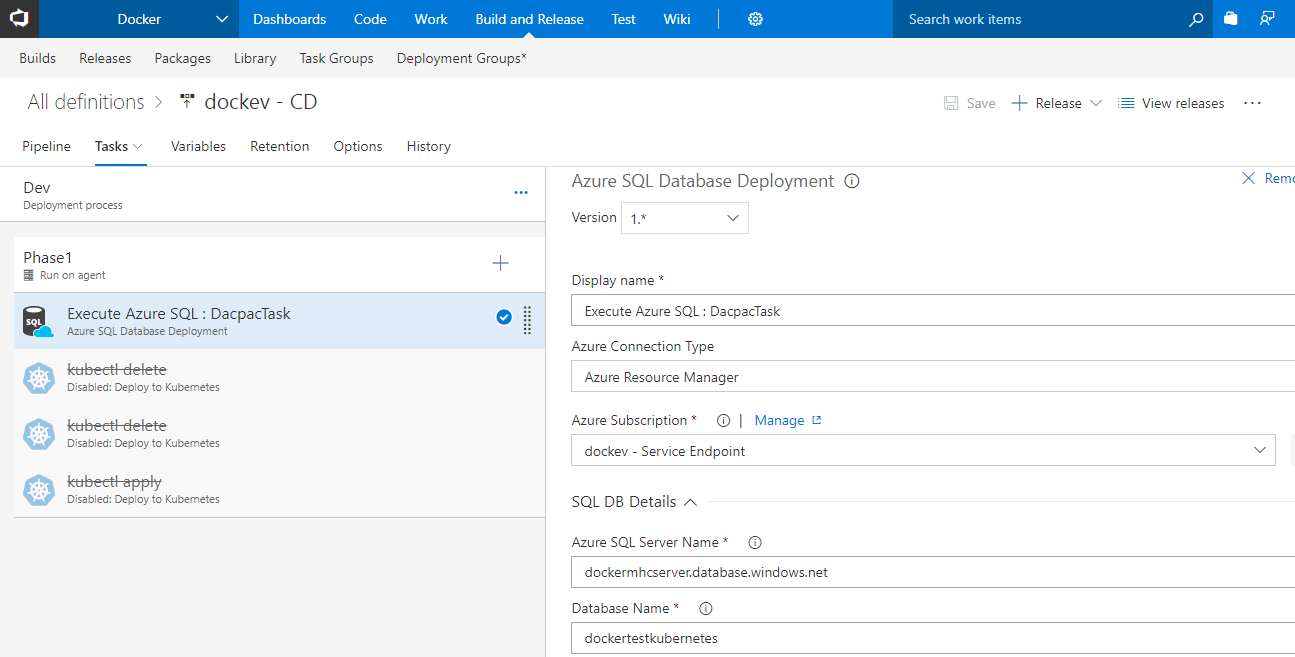 Docker Dashboards Code Work Build and Release Test Wiki Search work items
Builds Releases Packages Library Task Groups Deployment Groups*
All definitions > dockev - CD Save Release View releases ...
Pipeline Tasks Variables Retention Options History
Dev
Deployment process
Phase1
Run on agent
SQL
Execute Azure SQL : DacpacTask
Azure SQL Database Deployment
kubectl delete
Disabled: Deploy to Kubernetes
kubectl delete
Disabled: Deploy to Kubernetes
kubectl apply
Disabled: Deploy to Kubernetes
Azure SQL Database Deployment
Remo
Version 1.*
Display name *
Execute Azure SQL : DacpacTask
Azure Connection Type
Azure Resource Manager
Azure Subscription * | Manage
dockev - Service Endpoint
SQL DB Details
Azure SQL Server Name *
dockermhcserver.database.windows.net
Database Name *
dockertestkubernetes